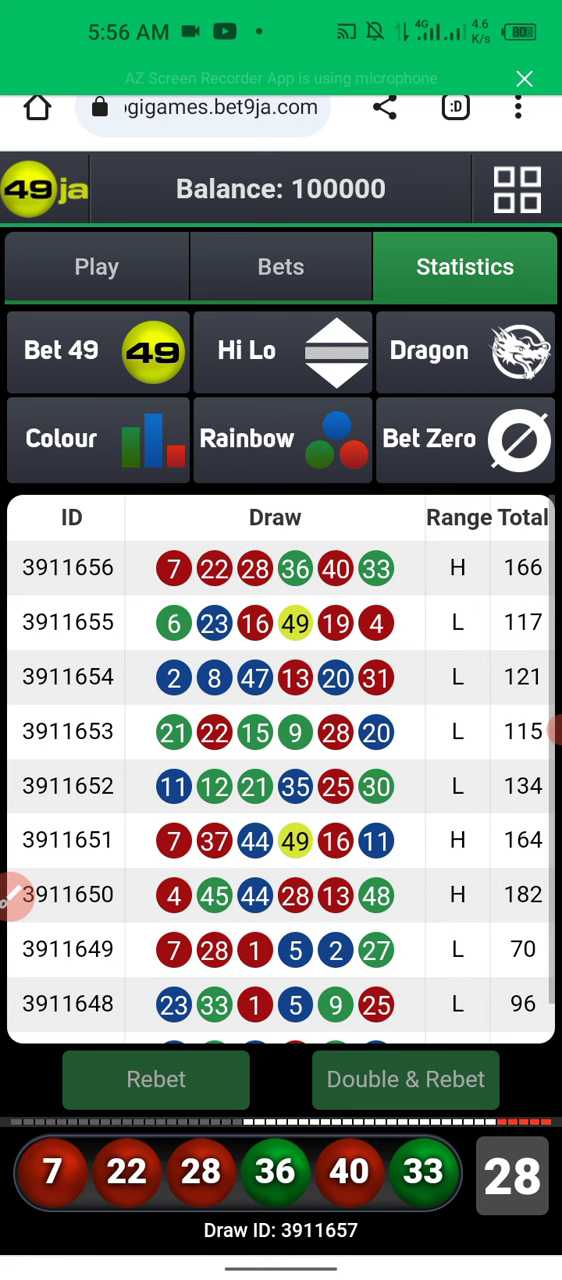 5:56 AM 4G 4.6 K/s 80
AZ Screen Recorder App is using microphone
ogigames.bet9ja.com :D
49ja Balance: 100000
Play Bets Statistics
Bet 49 49 Hi Lo Dragon
Colour Rainbow Bet Zero
ID Draw Range Total
3911656 7 22 28 36 40 33 H 166
3911655 6 23 16 49 19 4 L 117
3911654 2 8 47 13 20 31 L 121
3911653 21 22 15 9 28 20 L 115
3911652 11 12 21 35 25 30 L 134
3911651 7 37 44 49 16 11 H 164
3911650 4 45 44 28 13 48 H 182
3911649 7 28 1 5 2 27 L 70
3911648 23 33 1 5 9 25 L 96
Rebet Double & Rebet
7 22 28 36 40 33 28
Draw ID: 3911657